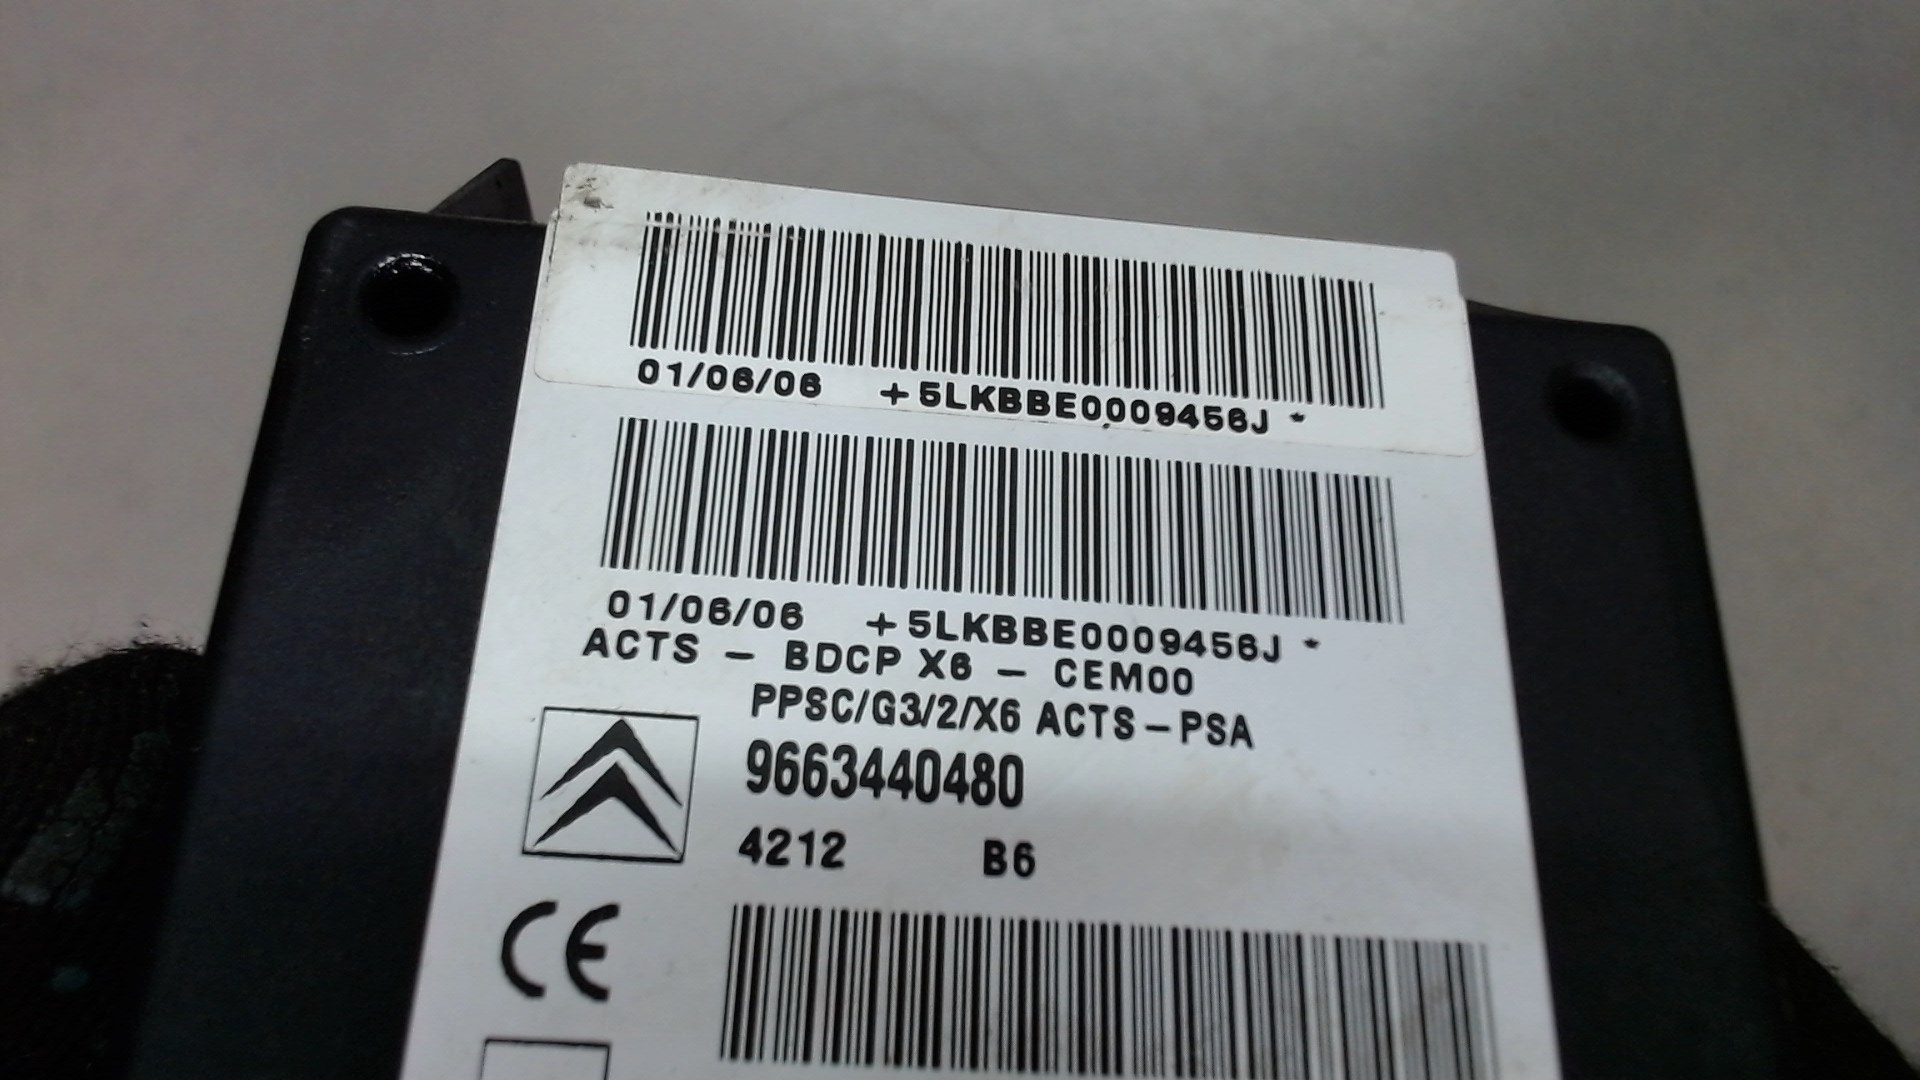 01/06/06 +5LKBBE0009456J *
01/06/06 +5LKBBE0009456J *
ACTS - BDCP X6 - CEM00
PPSC/G3/2/X6 ACTS-PSA
9663440480
4212 B6
CE